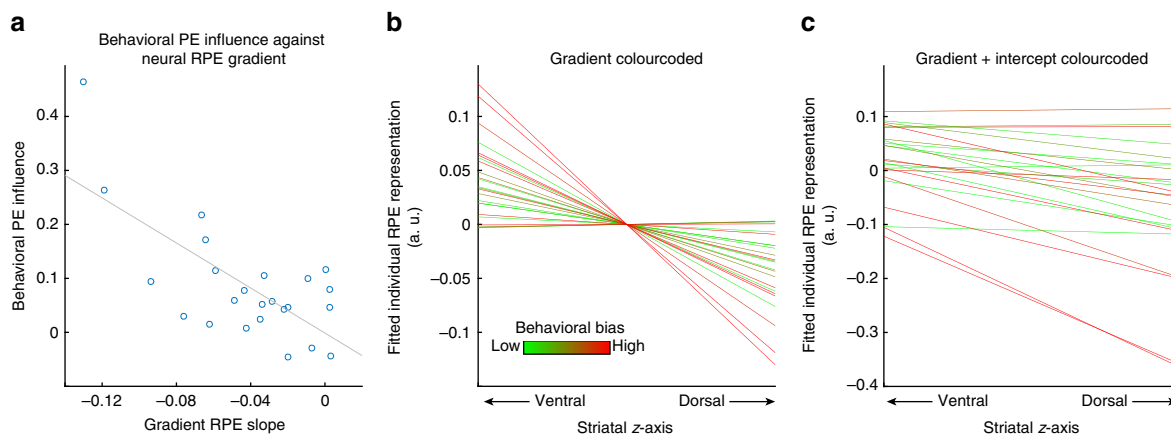 a
Behavioral PE influence against
neural RPE gradient
Behavioral PE influence
0.4
0.3
0.2
0.1
0
−0.12
−0.08
−0.04
0
Gradient RPE slope
b
Gradient colourcoded
Fitted individual RPE representation
(a. u.)
0.1
0.05
0
−0.05
−0.1
Behavioral bias
Low
High
Ventral
Dorsal
Striatal z-axis
c
Gradient + intercept colourcoded
Fitted individual RPE representation
(a. u.)
0.1
0
−0.1
−0.2
−0.3
−0.4
Ventral
Dorsal
Striatal z-axis